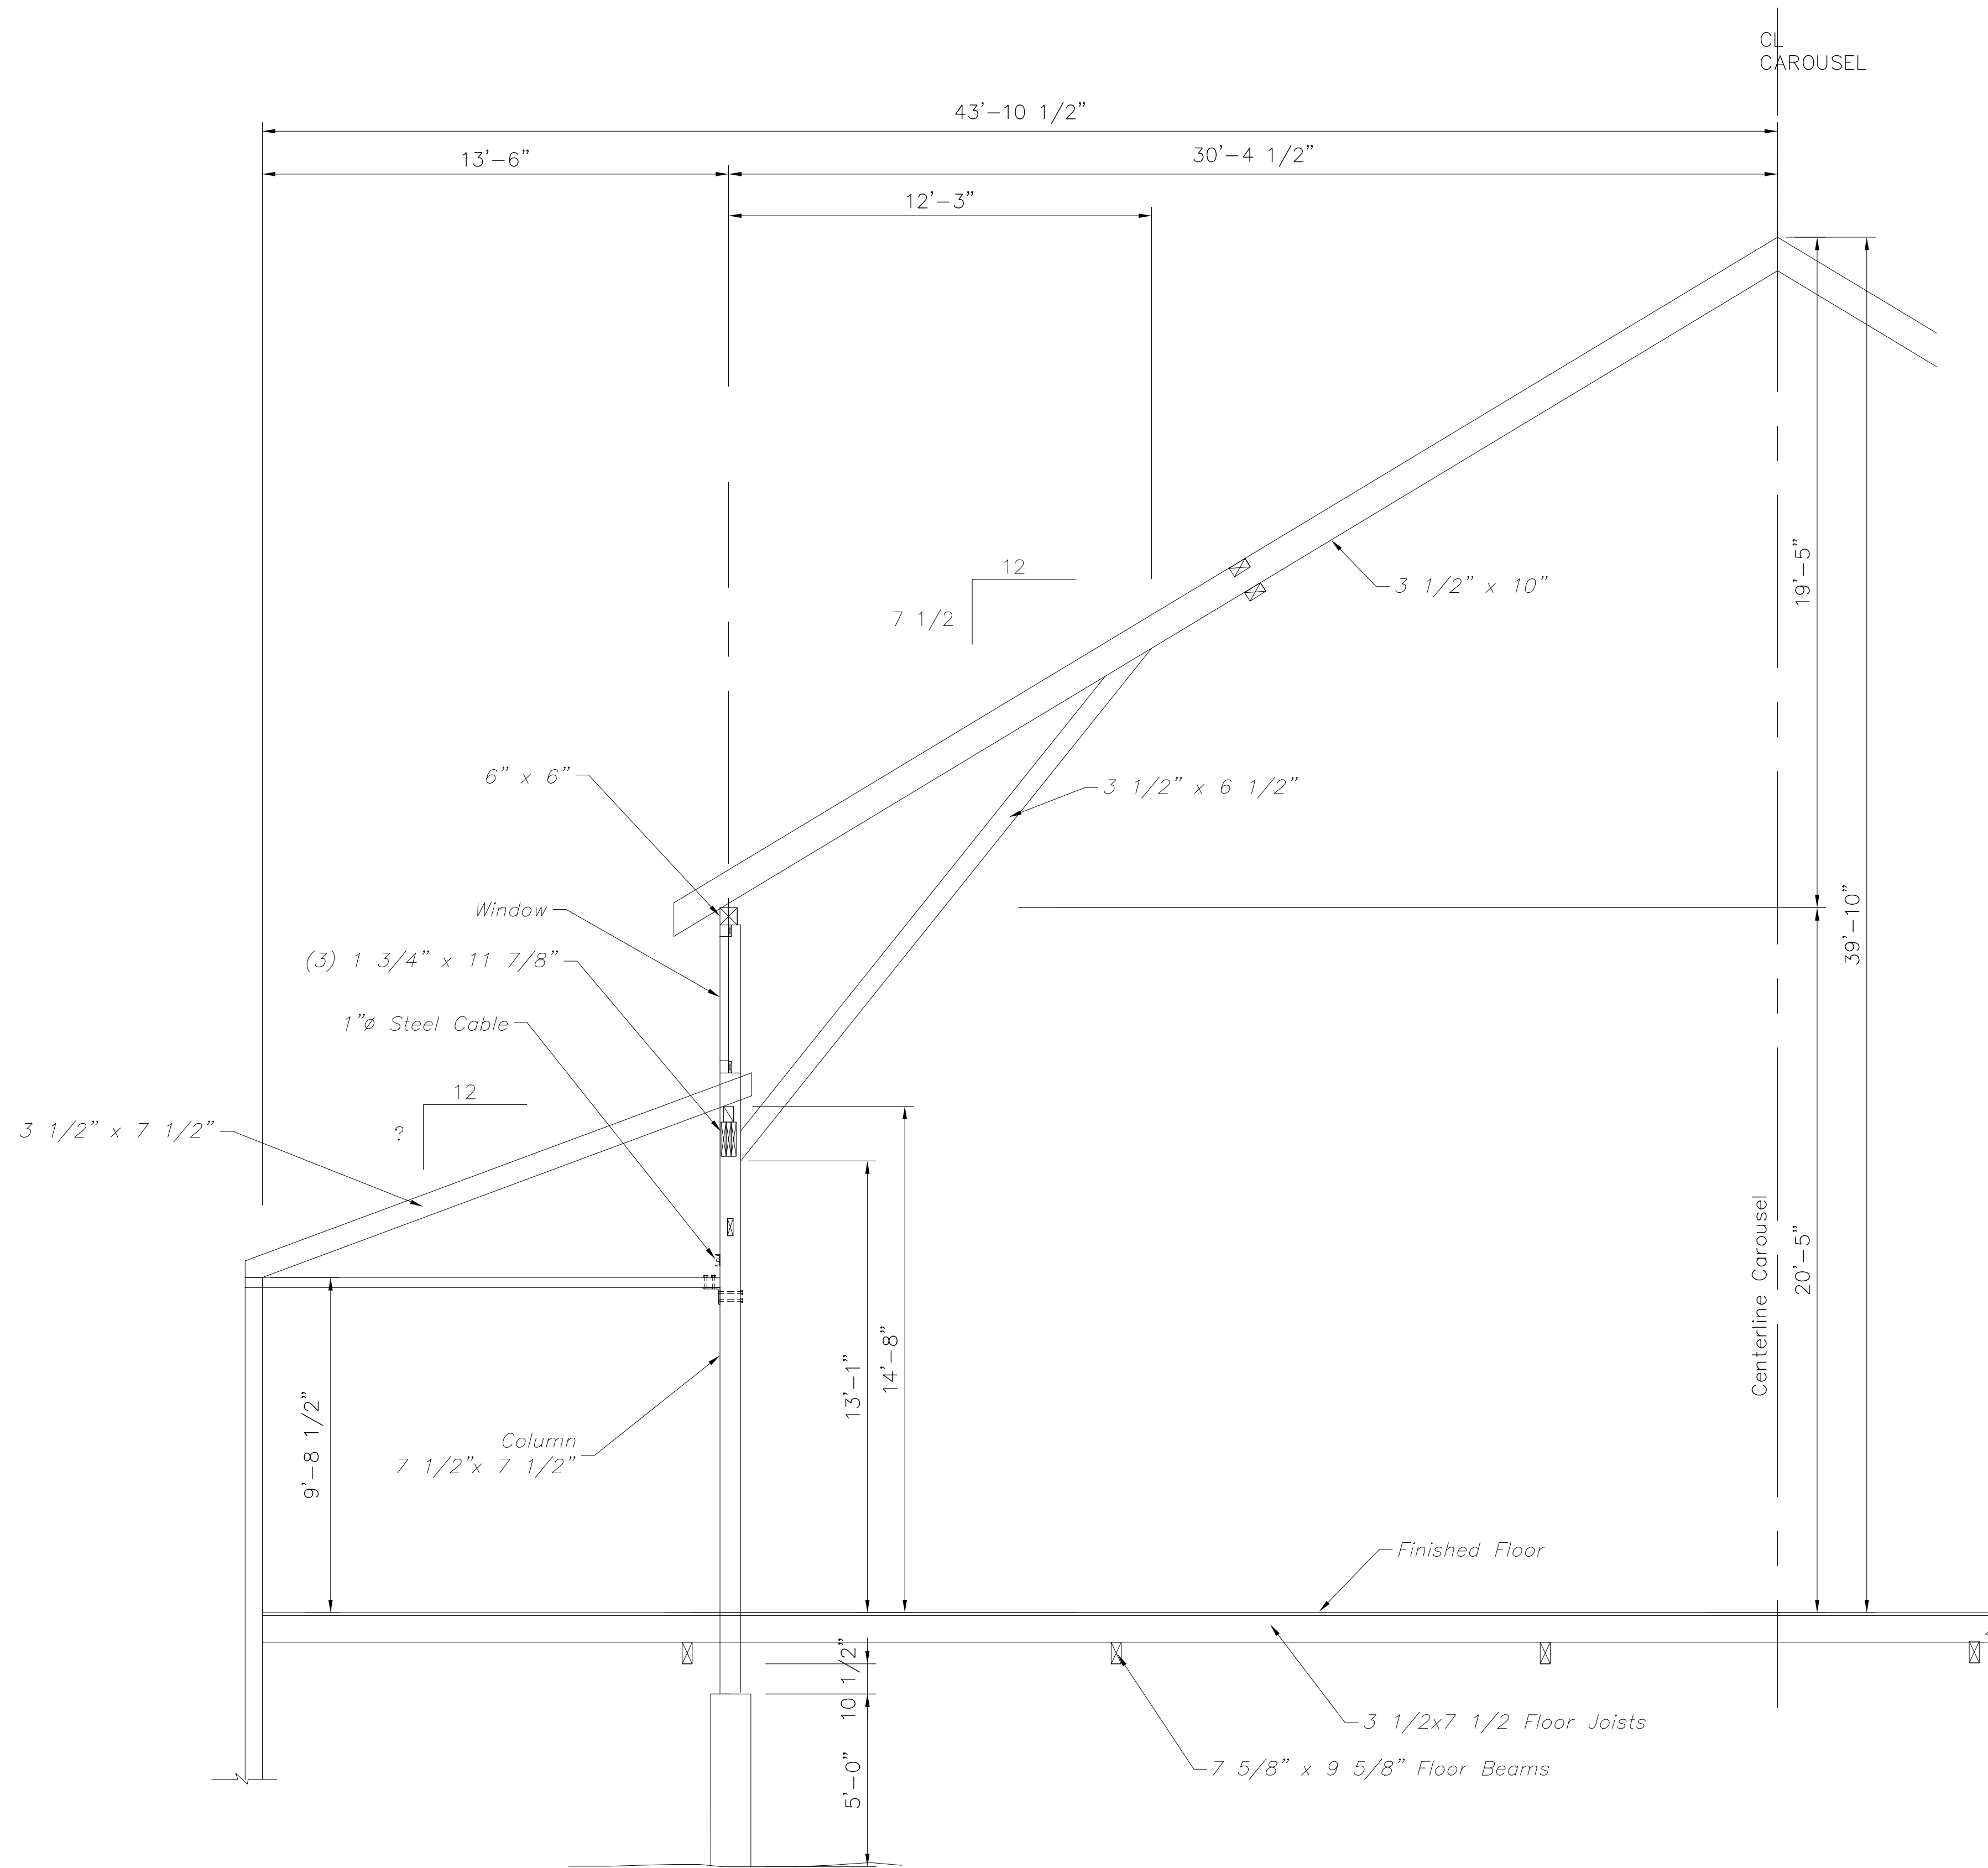 CL
CAROUSEL
43'-10 1/2"
13'-6"
30'-4 1/2"
12'-3"
12
7 1/2
3 1/2" x 10"
19'-5"
6" x 6"
3 1/2" x 6 1/2"
Window
(3) 1 3/4" x 11 7/8"
1"ø Steel Cable
39'-10"
12
?
3 1/2" x 7 1/2"
Centerline Carousel
20'-5"
13'-1"
14'-8"
9'-8 1/2"
Column
7 1/2"x 7 1/2"
Finished Floor
10 1/2"
3 1/2x7 1/2 Floor Joists
7 5/8" x 9 5/8" Floor Beams
5'-0"